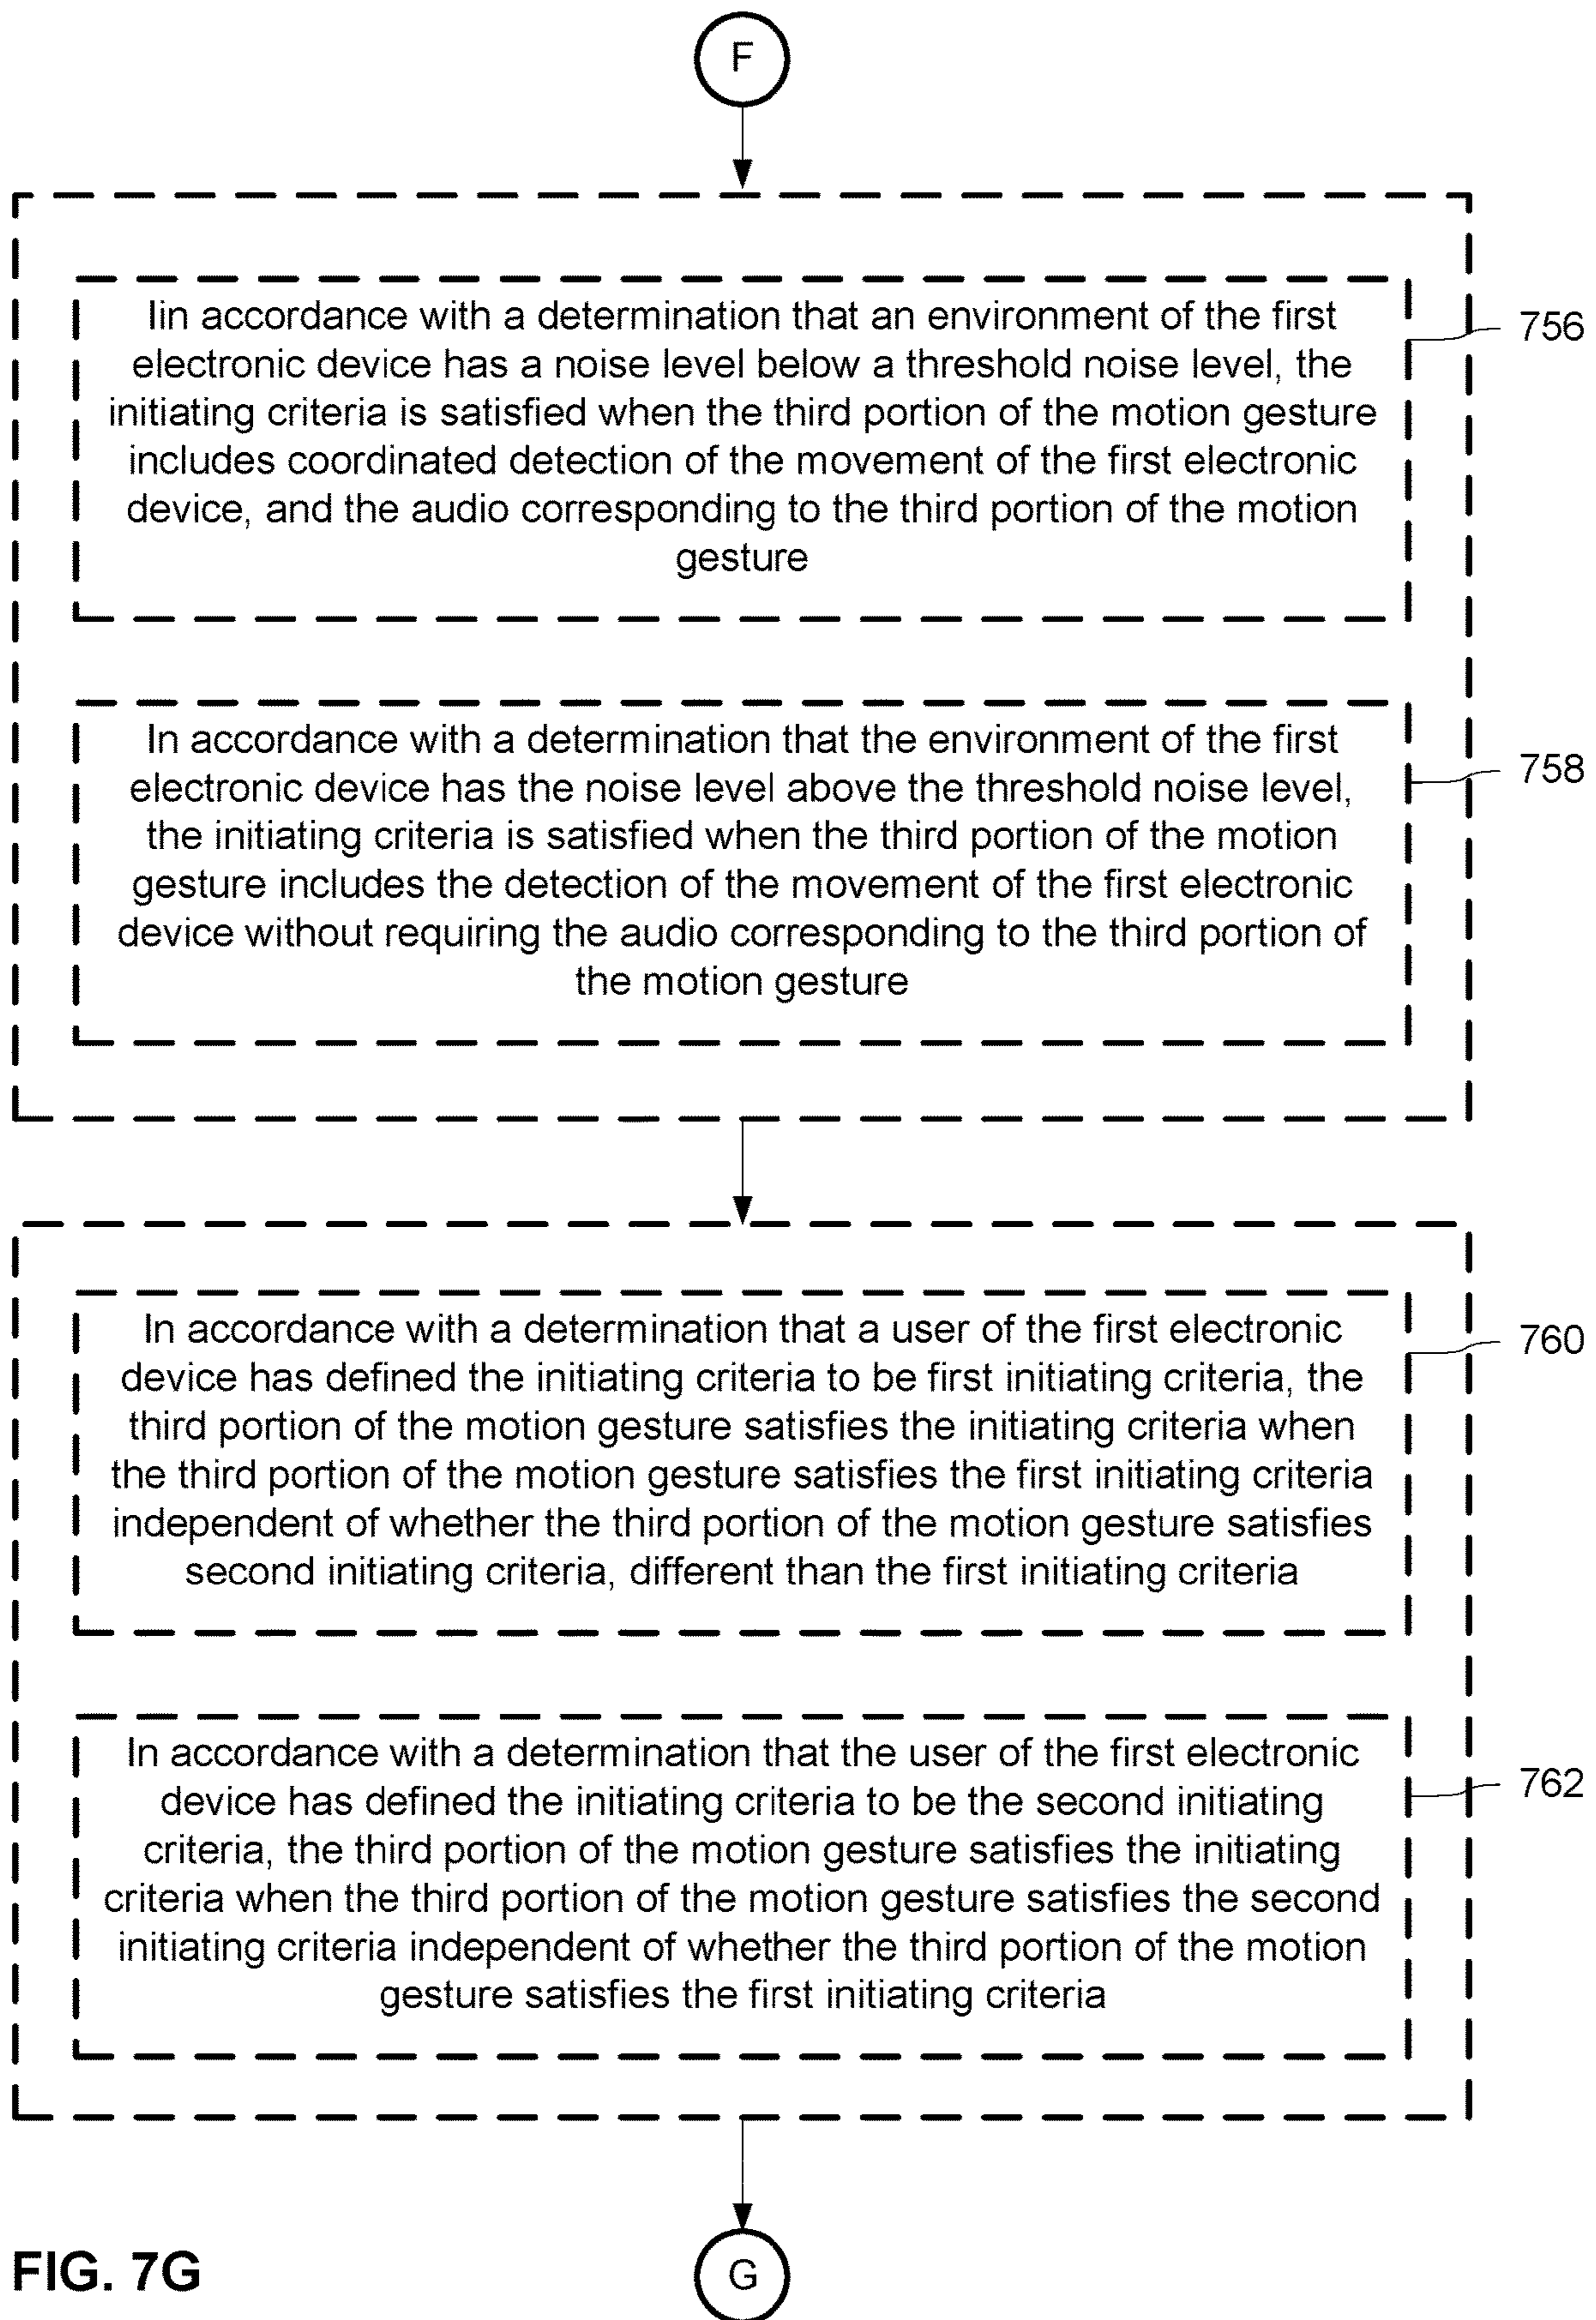 F
Iin accordance with a determination that an environment of the first
electronic device has a noise level below a threshold noise level, the
initiating criteria is satisfied when the third portion of the motion gesture
includes coordinated detection of the movement of the first electronic
device, and the audio corresponding to the third portion of the motion
gesture
756
In accordance with a determination that the environment of the first
electronic device has the noise level above the threshold noise level,
the initiating criteria is satisfied when the third portion of the motion
gesture includes the detection of the movement of the first electronic
device without requiring the audio corresponding to the third portion of
the motion gesture
758
In accordance with a determination that a user of the first electronic
device has defined the initiating criteria to be first initiating criteria, the
third portion of the motion gesture satisfies the initiating criteria when
the third portion of the motion gesture satisfies the first initiating criteria
independent of whether the third portion of the motion gesture satisfies
second initiating criteria, different than the first initiating criteria
760
In accordance with a determination that the user of the first electronic
device has defined the initiating criteria to be the second initiating
criteria, the third portion of the motion gesture satisfies the initiating
criteria when the third portion of the motion gesture satisfies the second
initiating criteria independent of whether the third portion of the motion
gesture satisfies the first initiating criteria
762
G
FIG. 7G